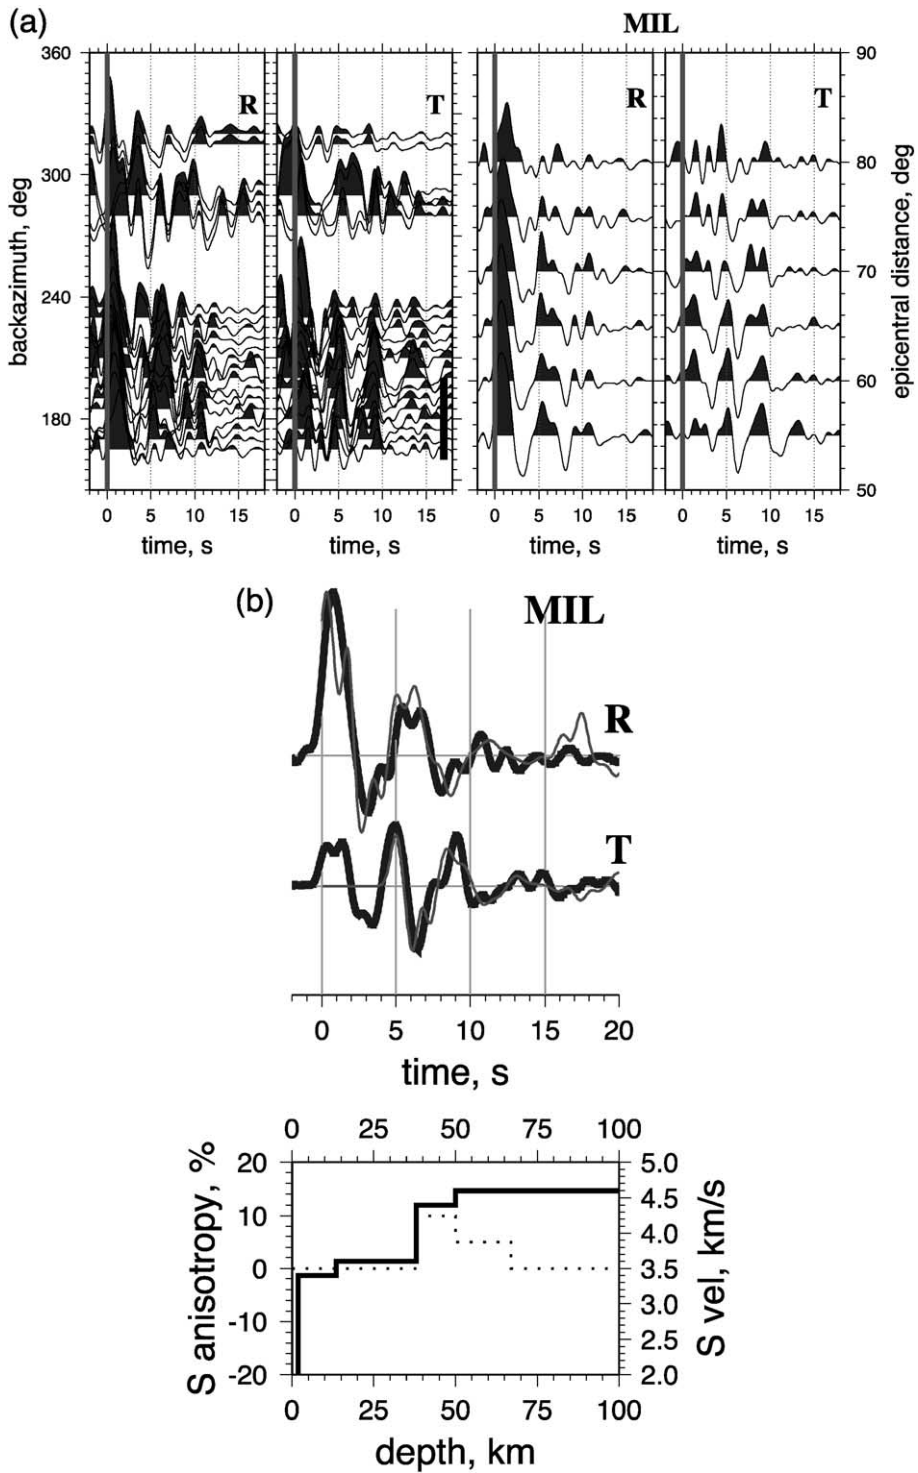 (a)
MIL
360
300
240
180
backazimuth, deg
R
T
R
T
90
80
70
60
50
epicentral distance, deg
0 5 10 15
0 5 10 15
0 5 10 15
0 5 10 15
time, s
time, s
time, s
time, s
(b)
MIL
R
T
0 5 10 15 20
time, s
0 25 50 75 100
20
10
0
-10
-20
S anisotropy, %
5.0
4.5
4.0
3.5
3.0
2.5
2.0
S vel, km/s
0 25 50 75 100
depth, km